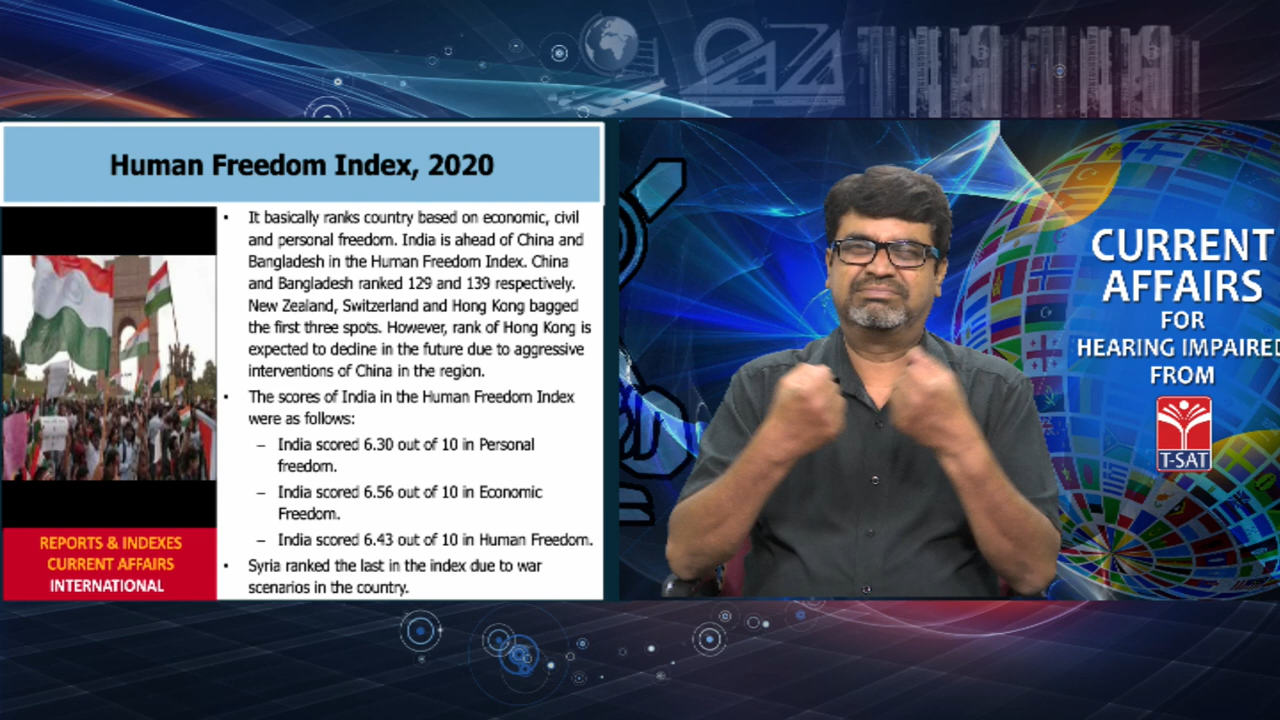 Human Freedom Index, 2020
• It basically ranks country based on economic, civil
and personal freedom. India is ahead of China and
Bangladesh in the Human Freedom Index. China
and Bangladesh ranked 129 and 139 respectively.
New Zealand, Switzerland and Hong Kong bagged
the first three spots. However, rank of Hong Kong is
expected to decline in the future due to aggressive
interventions of China in the region.
• The scores of India in the Human Freedom Index
were as follows:
– India scored 6.30 out of 10 in Personal
freedom.
– India scored 6.56 out of 10 in Economic
Freedom.
– India scored 6.43 out of 10 in Human Freedom.
• Syria ranked the last in the index due to war
scenarios in the country.
REPORTS & INDEXES
CURRENT AFFAIRS
INTERNATIONAL
CURRENT
AFFAIRS
FOR
HEARING IMPAIRED
FROM
T-SAT